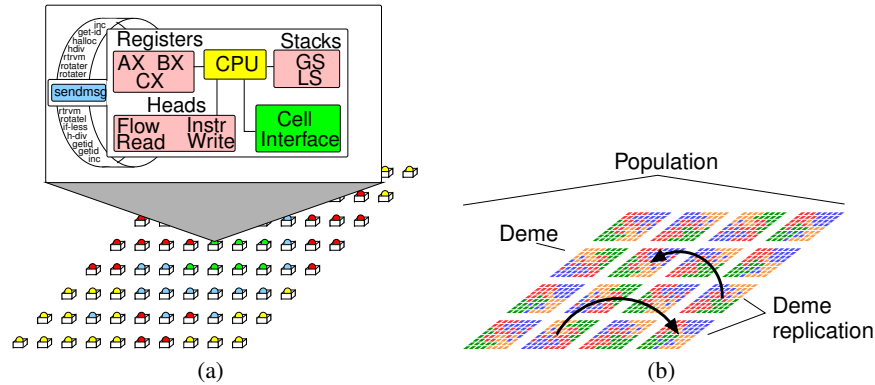 inc
get-id
halloc
hdiv
rtrvm
rotater
rotater
sendmsg
rtrvm
rotatel
if-less
h-div
getid
getid
inc
Registers
AX BX
CX
CPU
Stacks
GS
LS
Heads
Flow Instr
Read Write
Cell
Interface
(a)
Population
Deme
Deme
replication
(b)